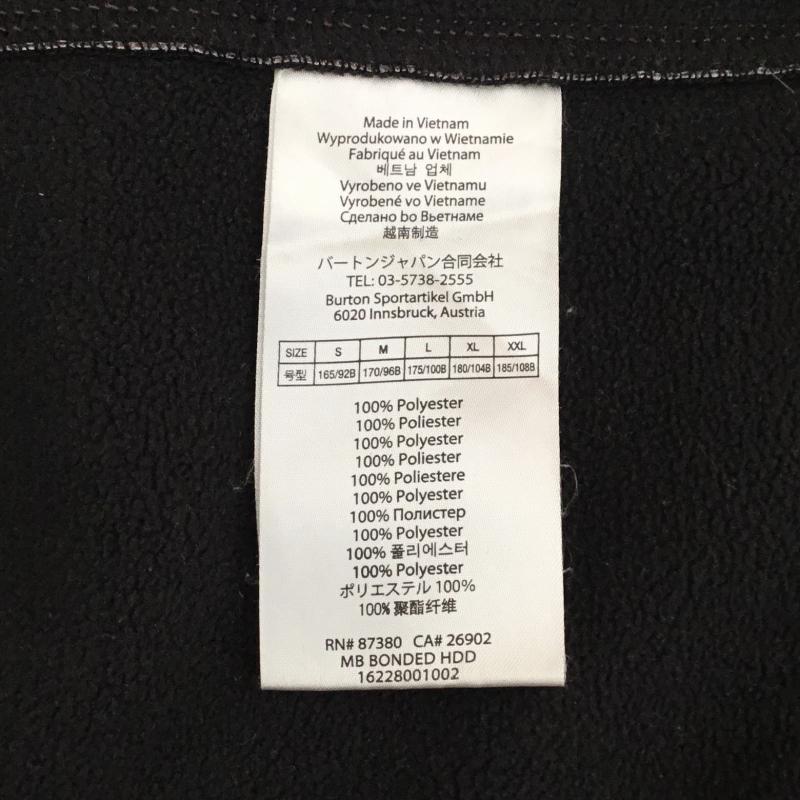 Made in Vietnam
Wyprodukowano w Wietnamie
Fabriqué au Vietnam
베트남 업체
Vyrobeno ve Vietnamu
Vyrobené vo Vietname
Сделано во Вьетнаме
越南制造
バートンジャパン合同会社
TEL: 03-5738-2555
Burton Sportartikel GmbH
6020 Innsbruck, Austria
SIZE S M L XL XXL
号型 165/92B 170/96B 175/100B 180/104B 185/108B
100% Polyester
100% Poliester
100% Polyester
100% Poliester
100% Poliestere
100% Polyester
100% Полистер
100% Polyester
100% 폴리에스터
100% Polyester
ポリエステル 100%
100% 聚酯纤维
RN# 87380 CA# 26902
MB BONDED HDD
16228001002